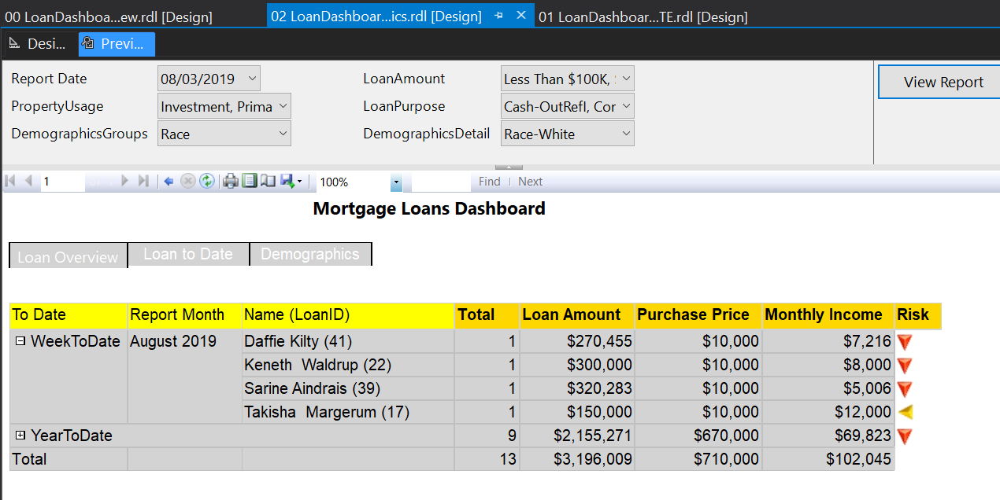 00 LoanDashboa...ew.rdl [Design] 02 LoanDashboar...ics.rdl [Design] 01 LoanDashboar...TE.rdl [Design]
Desi... Previ...
Report Date 08/03/2019 LoanAmount Less Than $100K, View Report
PropertyUsage Investment, Prima LoanPurpose Cash-OutRefI, Cor
DemographicsGroups Race DemographicsDetail Race-White
1 100% Find | Next
Mortgage Loans Dashboard
Loan Overview Loan to Date Demographics
To Date Report Month Name (LoanID) Total Loan Amount Purchase Price Monthly Income Risk
WeekToDate August 2019 Daffie Kilty (41) 1 $270,455 $10,000 $7,216
Keneth Waldrup (22) 1 $300,000 $10,000 $8,000
Sarine Aindrais (39) 1 $320,283 $10,000 $5,006
Takisha Margerum (17) 1 $150,000 $10,000 $12,000
YearToDate 9 $2,155,271 $670,000 $69,823
Total 13 $3,196,009 $710,000 $102,045